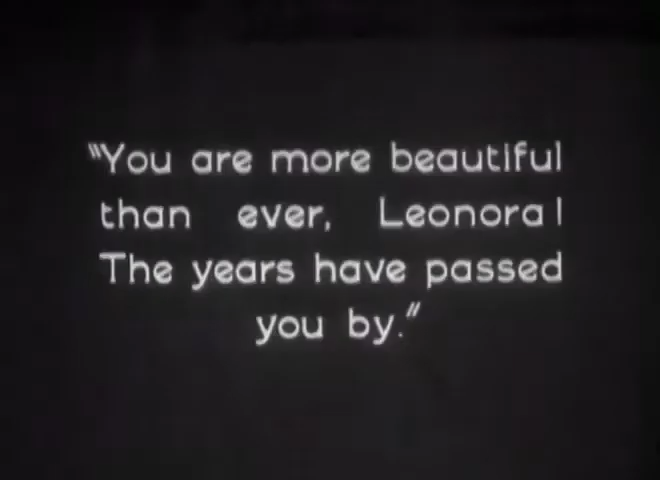 "You are more beautiful
than ever, Leonora!
The years have passed
you by."